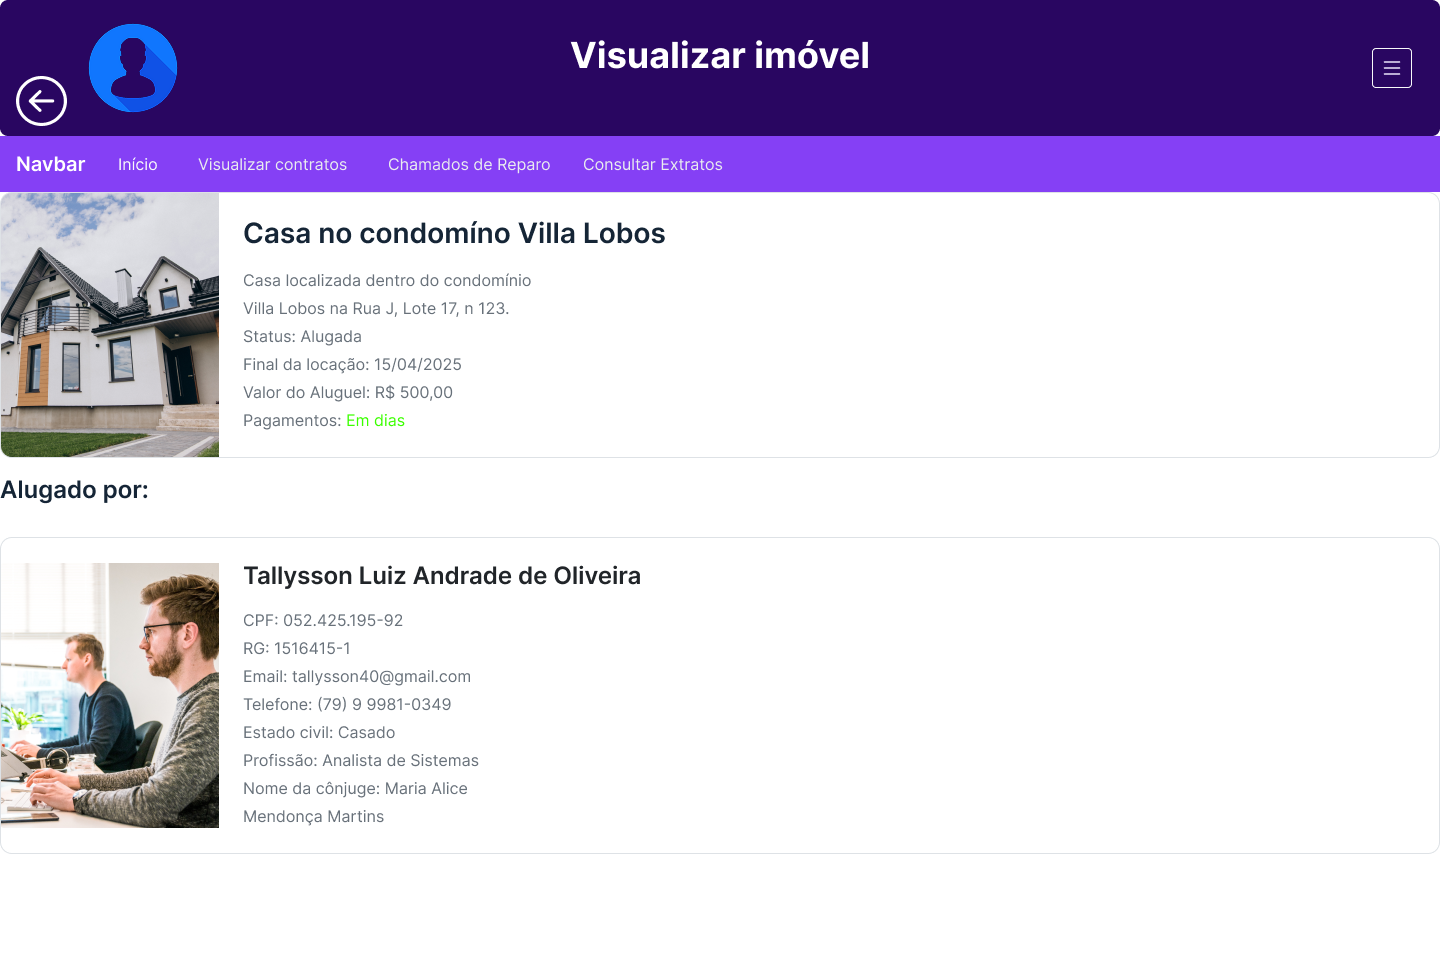 Visualizar imóvel
Navbar Início Visualizar contratos Chamados de Reparo Consultar Extratos
Casa no condomíno Villa Lobos
Casa localizada dentro do condomínio
Villa Lobos na Rua J, Lote 17, n 123.
Status: Alugada
Final da locação: 15/04/2025
Valor do Aluguel: R$ 500,00
Pagamentos: Em dias
Alugado por:
Tallysson Luiz Andrade de Oliveira
CPF: 052.425.195-92
RG: 1516415-1
Email: tallysson40@gmail.com
Telefone: (79) 9 9981-0349
Estado civil: Casado
Profissão: Analista de Sistemas
Nome da cônjuge: Maria Alice
Mendonça Martins